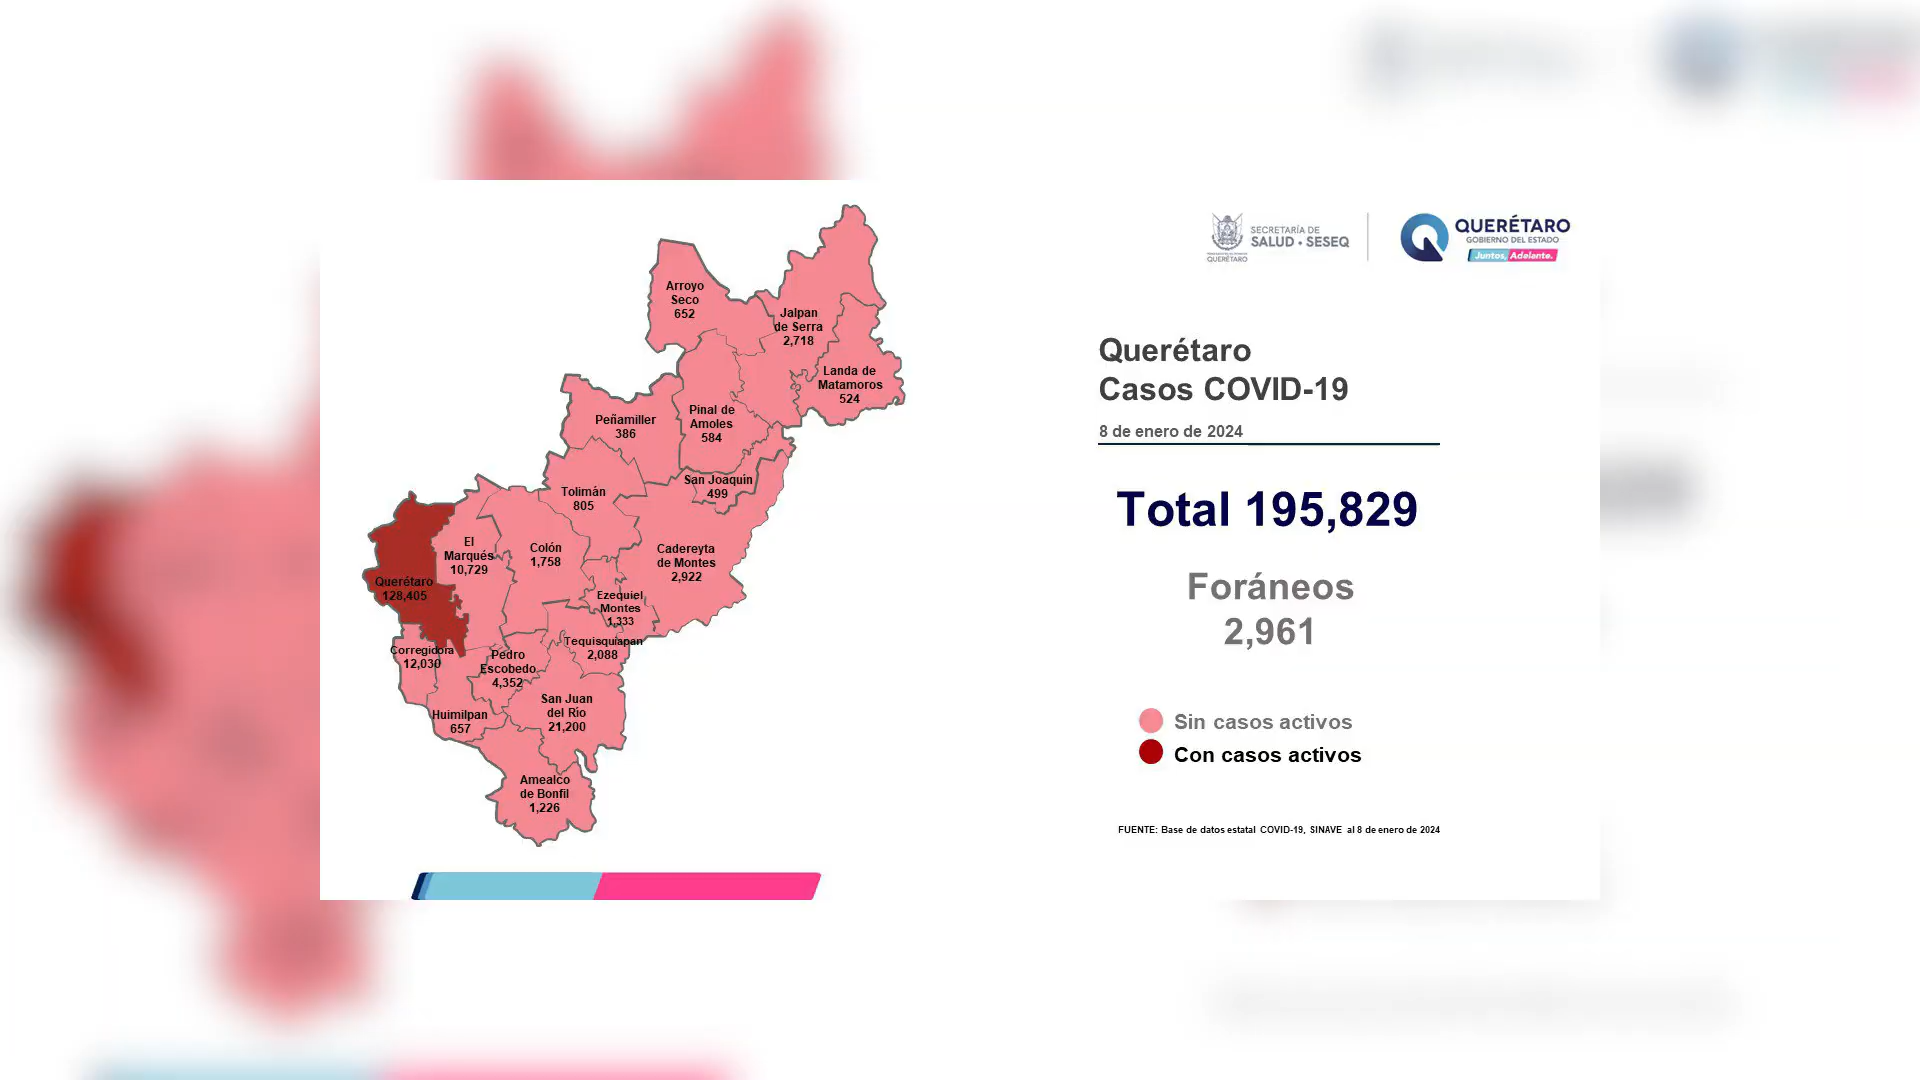 SECRETARÍA DE
SALUD • SESEQ
QUERÉTARO
QUERÉTARO
GOBIERNO DEL ESTADO
Juntos, Adelante.
Arroyo
Seco
652
Jalpan
de Serra
2,718
Landa de
Matamoros
524
Peñamiller
386
Pinal de
Amoles
584
San Joaquín
499
Tolimán
805
El
Marqués
10,729
Colón
1,758
Cadereyta
de Montes
2,922
Querétaro
128,405
Ezequiel
Montes
1,333
Corregidora
12,030
Pedro
Escobedo
4,352
Tequisquiapan
2,088
Huimilpan
657
San Juan
del Río
21,200
Amealco
de Bonfil
1,226
Querétaro
Casos COVID-19
8 de enero de 2024
Total 195,829
Foráneos
2,961
Sin casos activos
Con casos activos
FUENTE: Base de datos estatal COVID-19, SINAVE al 8 de enero de 2024